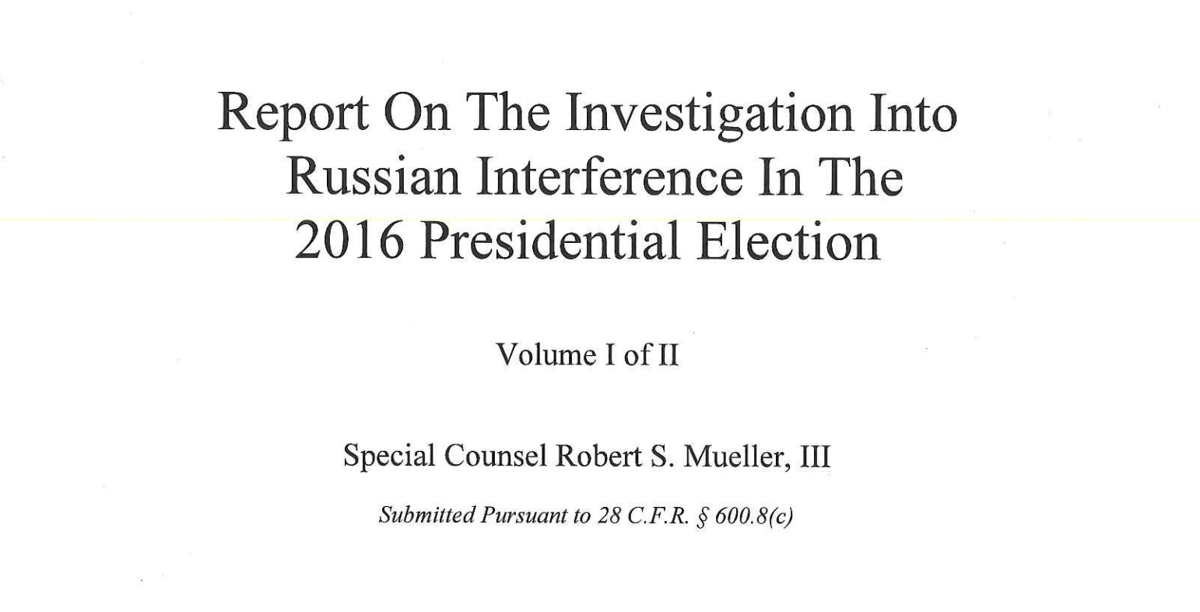 Report On The Investigation Into
Russian Interference In The
2016 Presidential Election
Volume I of II
Special Counsel Robert S. Mueller, III
Submitted Pursuant to 28 C.F.R. § 600.8(c)